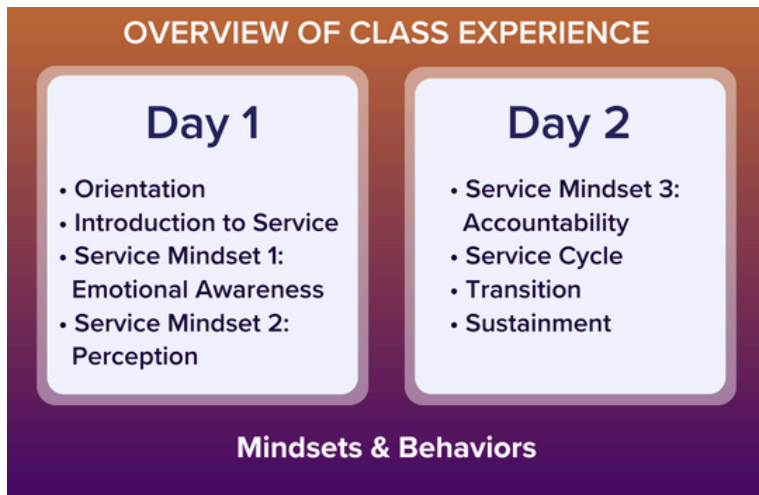 OVERVIEW OF CLASS EXPERIENCE
Day 1
• Orientation
• Introduction to Service
• Service Mindset 1:
Emotional Awareness
• Service Mindset 2:
Perception
Day 2
• Service Mindset 3:
Accountability
• Service Cycle
• Transition
• Sustainment
Mindsets & Behaviors